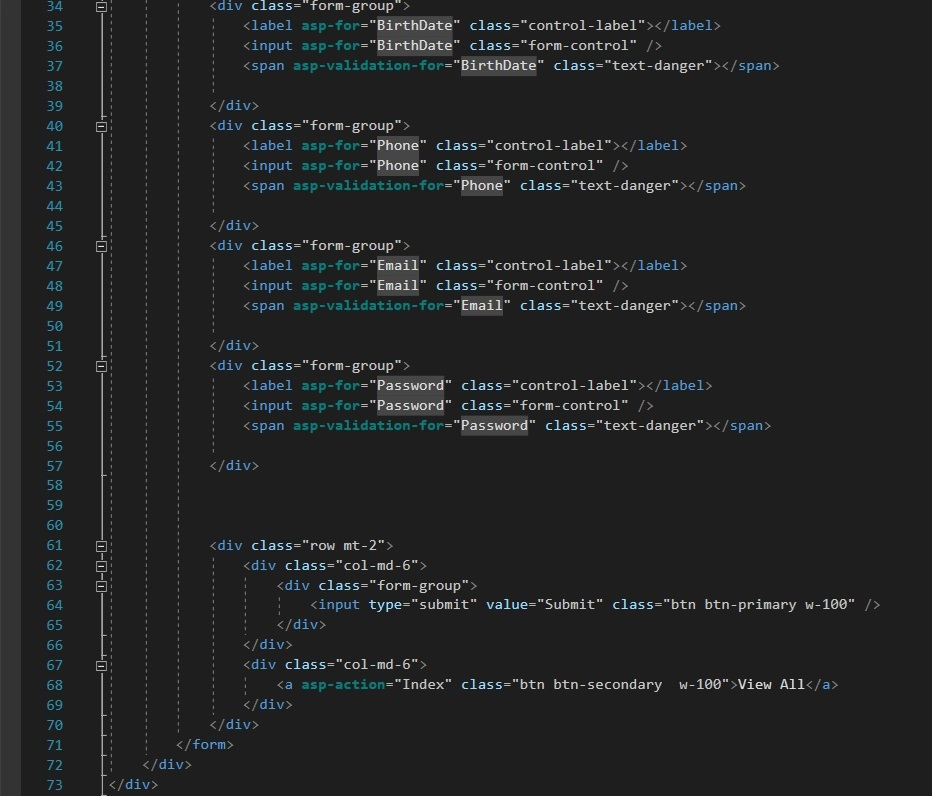 34 <div class="form-group">
35 <label asp-for="BirthDate" class="control-label"></label>
36 <input asp-for="BirthDate" class="form-control" />
37 <span asp-validation-for="BirthDate" class="text-danger"></span>
38
39 </div>
40 <div class="form-group">
41 <label asp-for="Phone" class="control-label"></label>
42 <input asp-for="Phone" class="form-control" />
43 <span asp-validation-for="Phone" class="text-danger"></span>
44
45 </div>
46 <div class="form-group">
47 <label asp-for="Email" class="control-label"></label>
48 <input asp-for="Email" class="form-control" />
49 <span asp-validation-for="Email" class="text-danger"></span>
50
51 </div>
52 <div class="form-group">
53 <label asp-for="Password" class="control-label"></label>
54 <input asp-for="Password" class="form-control" />
55 <span asp-validation-for="Password" class="text-danger"></span>
56
57 </div>
58
59
60
61 <div class="row mt-2">
62 <div class="col-md-6">
63 <div class="form-group">
64 <input type="submit" value="Submit" class="btn btn-primary w-100" />
65 </div>
66 </div>
67 <div class="col-md-6">
68 <a asp-action="Index" class="btn btn-secondary  w-100">View All</a>
69 </div>
70 </div>
71 </form>
72 </div>
73 </div>